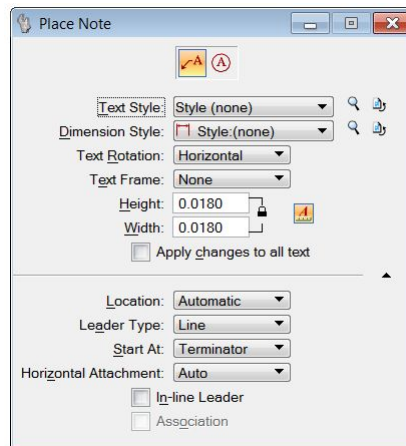 Place Note
A A
Text Style: Style (none)
Dimension Style: Style:(none)
Text Rotation: Horizontal
Text Frame: None
Height: 0.0180
Width: 0.0180
A
Apply changes to all text
Location: Automatic
Leader Type: Line
Start At: Terminator
Horizontal Attachment: Auto
In-line Leader
Association